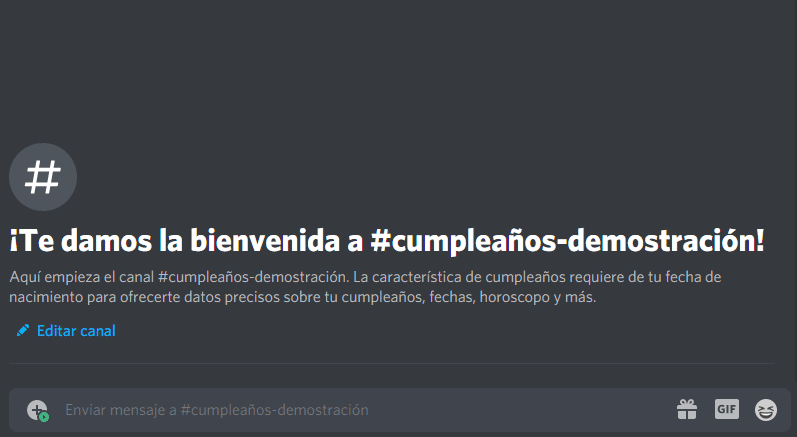 #
¡Te damos la bienvenida a #cumpleaños-demostración!
Aquí empieza el canal #cumpleaños-demostración. La característica de cumpleaños requiere de tu fecha de
nacimiento para ofrecerte datos precisos sobre tu cumpleaños, fechas, horoscopo y más.
Editar canal
Enviar mensaje a #cumpleaños-demostración GIF